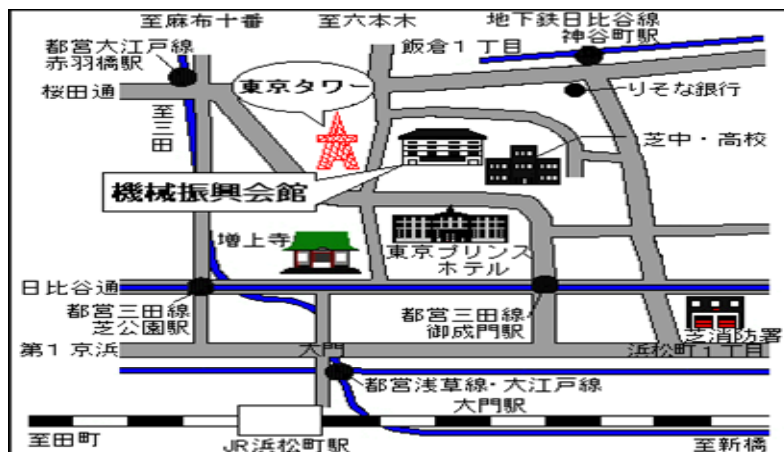 至麻布十番
至六本木
地下鉄日比谷線
神谷町駅
都営大江戸線
赤羽橋駅
飯倉1丁目
東京タワー
りそな銀行
桜田通
至三田
芝中・高校
機械振興会館
増上寺
東京プリンス
ホテル
日比谷通
都営三田線
芝公園駅
都営三田線
御成門駅
芝消防署
第1京浜
大門
浜松町1丁目
都営浅草線・大江戸線
大門駅
至田町
JR浜松町駅
至新橋